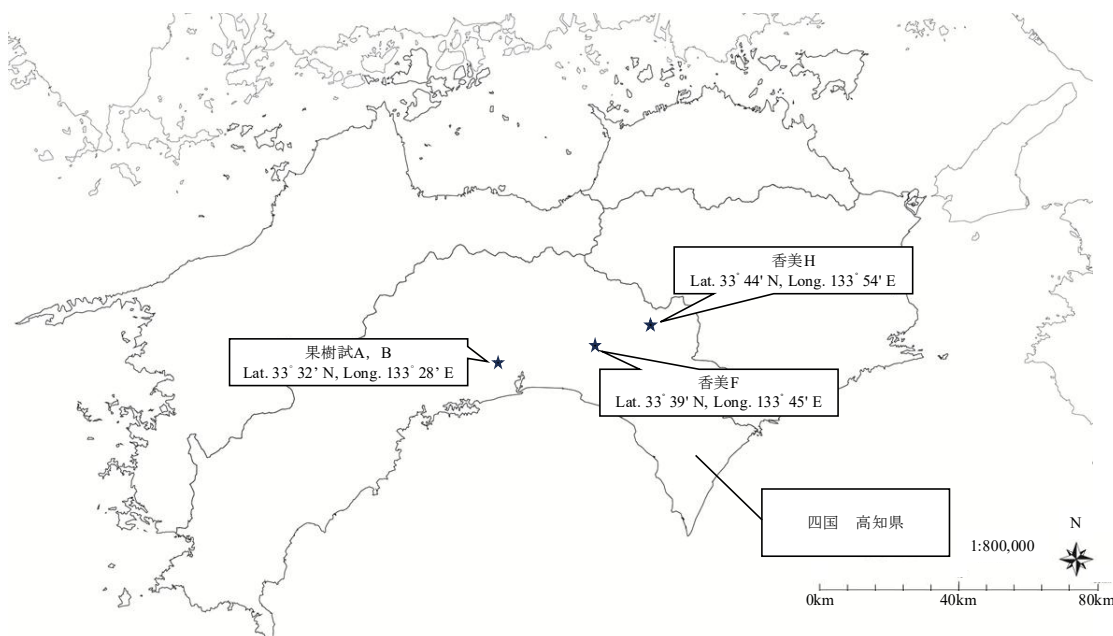 香美H
Lat. 33° 44' N, Long. 133° 54' E
果樹試A，B
Lat. 33° 32’ N, Long. 133° 28’ E
香美F
Lat. 33° 39' N, Long. 133° 45' E
四国　高知県
N
1:800,000
0km 40km 80km